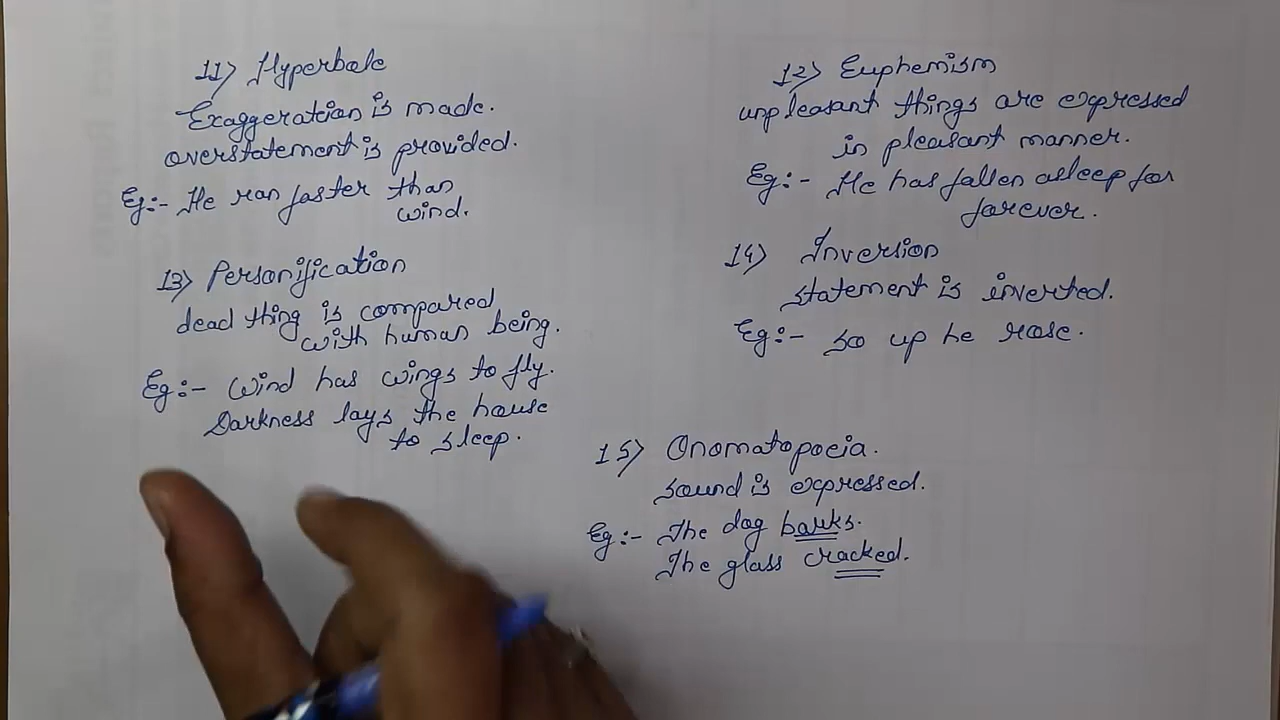 11) Hyperbole
Exaggeration is made.
overstatement is provided.
Eg:- He ran faster than
wind.
12) Euphemism
unpleasant things are expressed
in pleasant manner.
Eg:- He has fallen asleep for
forever.
13) Personification
dead thing is compared
with human being.
Eg:- Wind has wings to fly.
Darkness lays the house
to sleep.
14) Inversion
statement is inverted.
Eg:- so up he rose.
15) Onomatopoeia.
sound is expressed.
Eg:- The dog barks.
The glass cracked.